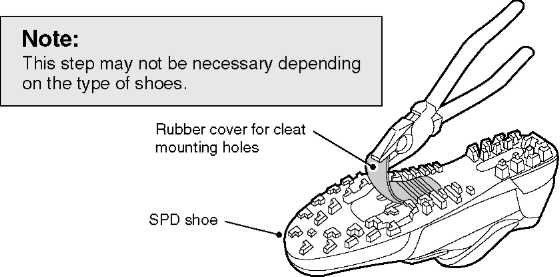 Note:
This step may not be necessary depending
on the type of shoes.
Rubber cover for cleat
mounting holes
SPD shoe